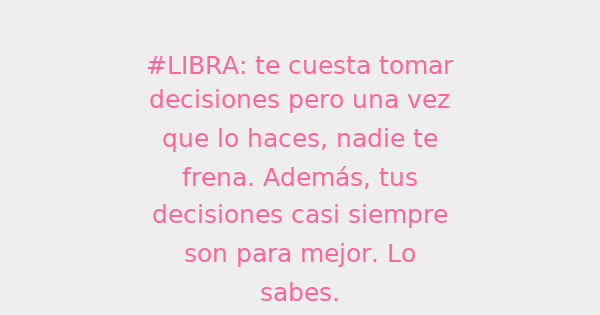 #LIBRA: te cuesta tomar
decisiones pero una vez
que lo haces, nadie te
frena. Además, tus
decisiones casi siempre
son para mejor. Lo
sabes.